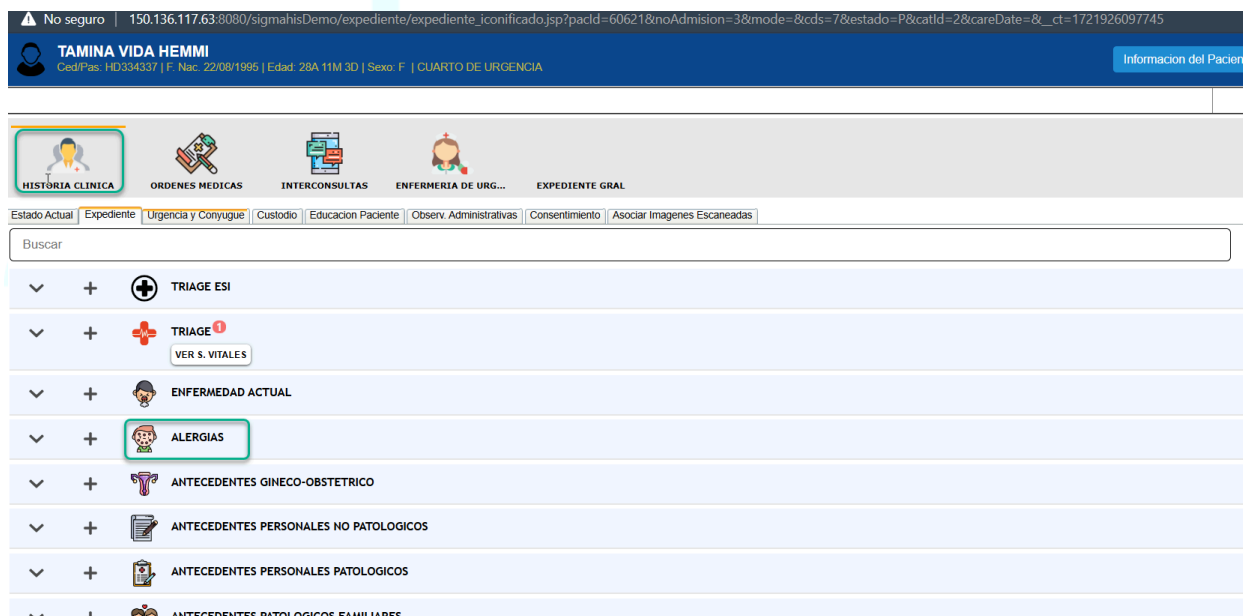 No seguro | 150.136.117.63:8080/sigmahisDemo/expediente/expediente_iconificado.jsp?pacId=60621&noAdmision=3&mode=&cds=7&estado=P&catId=2&careDate=&__ct=1721926097745
TAMINA VIDA HEMMI
Ced/Pas: HD334337 | F. Nac. 22/08/1995 | Edad: 28A 11M 3D | Sexo: F | CUARTO DE URGENCIA
Informacion del Pacien
HISTORIA CLINICA ORDENES MEDICAS INTERCONSULTAS ENFERMERIA DE URG... EXPEDIENTE GRAL
Estado Actual Expediente Urgencia y Conyugue Custodio Educacion Paciente Observ. Administrativas Consentimiento Asociar Imagenes Escaneadas
Buscar
TRIAGE ESI
TRIAGE 1
VER S. VITALES
ENFERMEDAD ACTUAL
ALERGIAS
ANTECEDENTES GINECO-OBSTETRICO
ANTECEDENTES PERSONALES NO PATOLOGICOS
ANTECEDENTES PERSONALES PATOLOGICOS
ANTECEDENTES PATOLOGICOS FAMILIARES